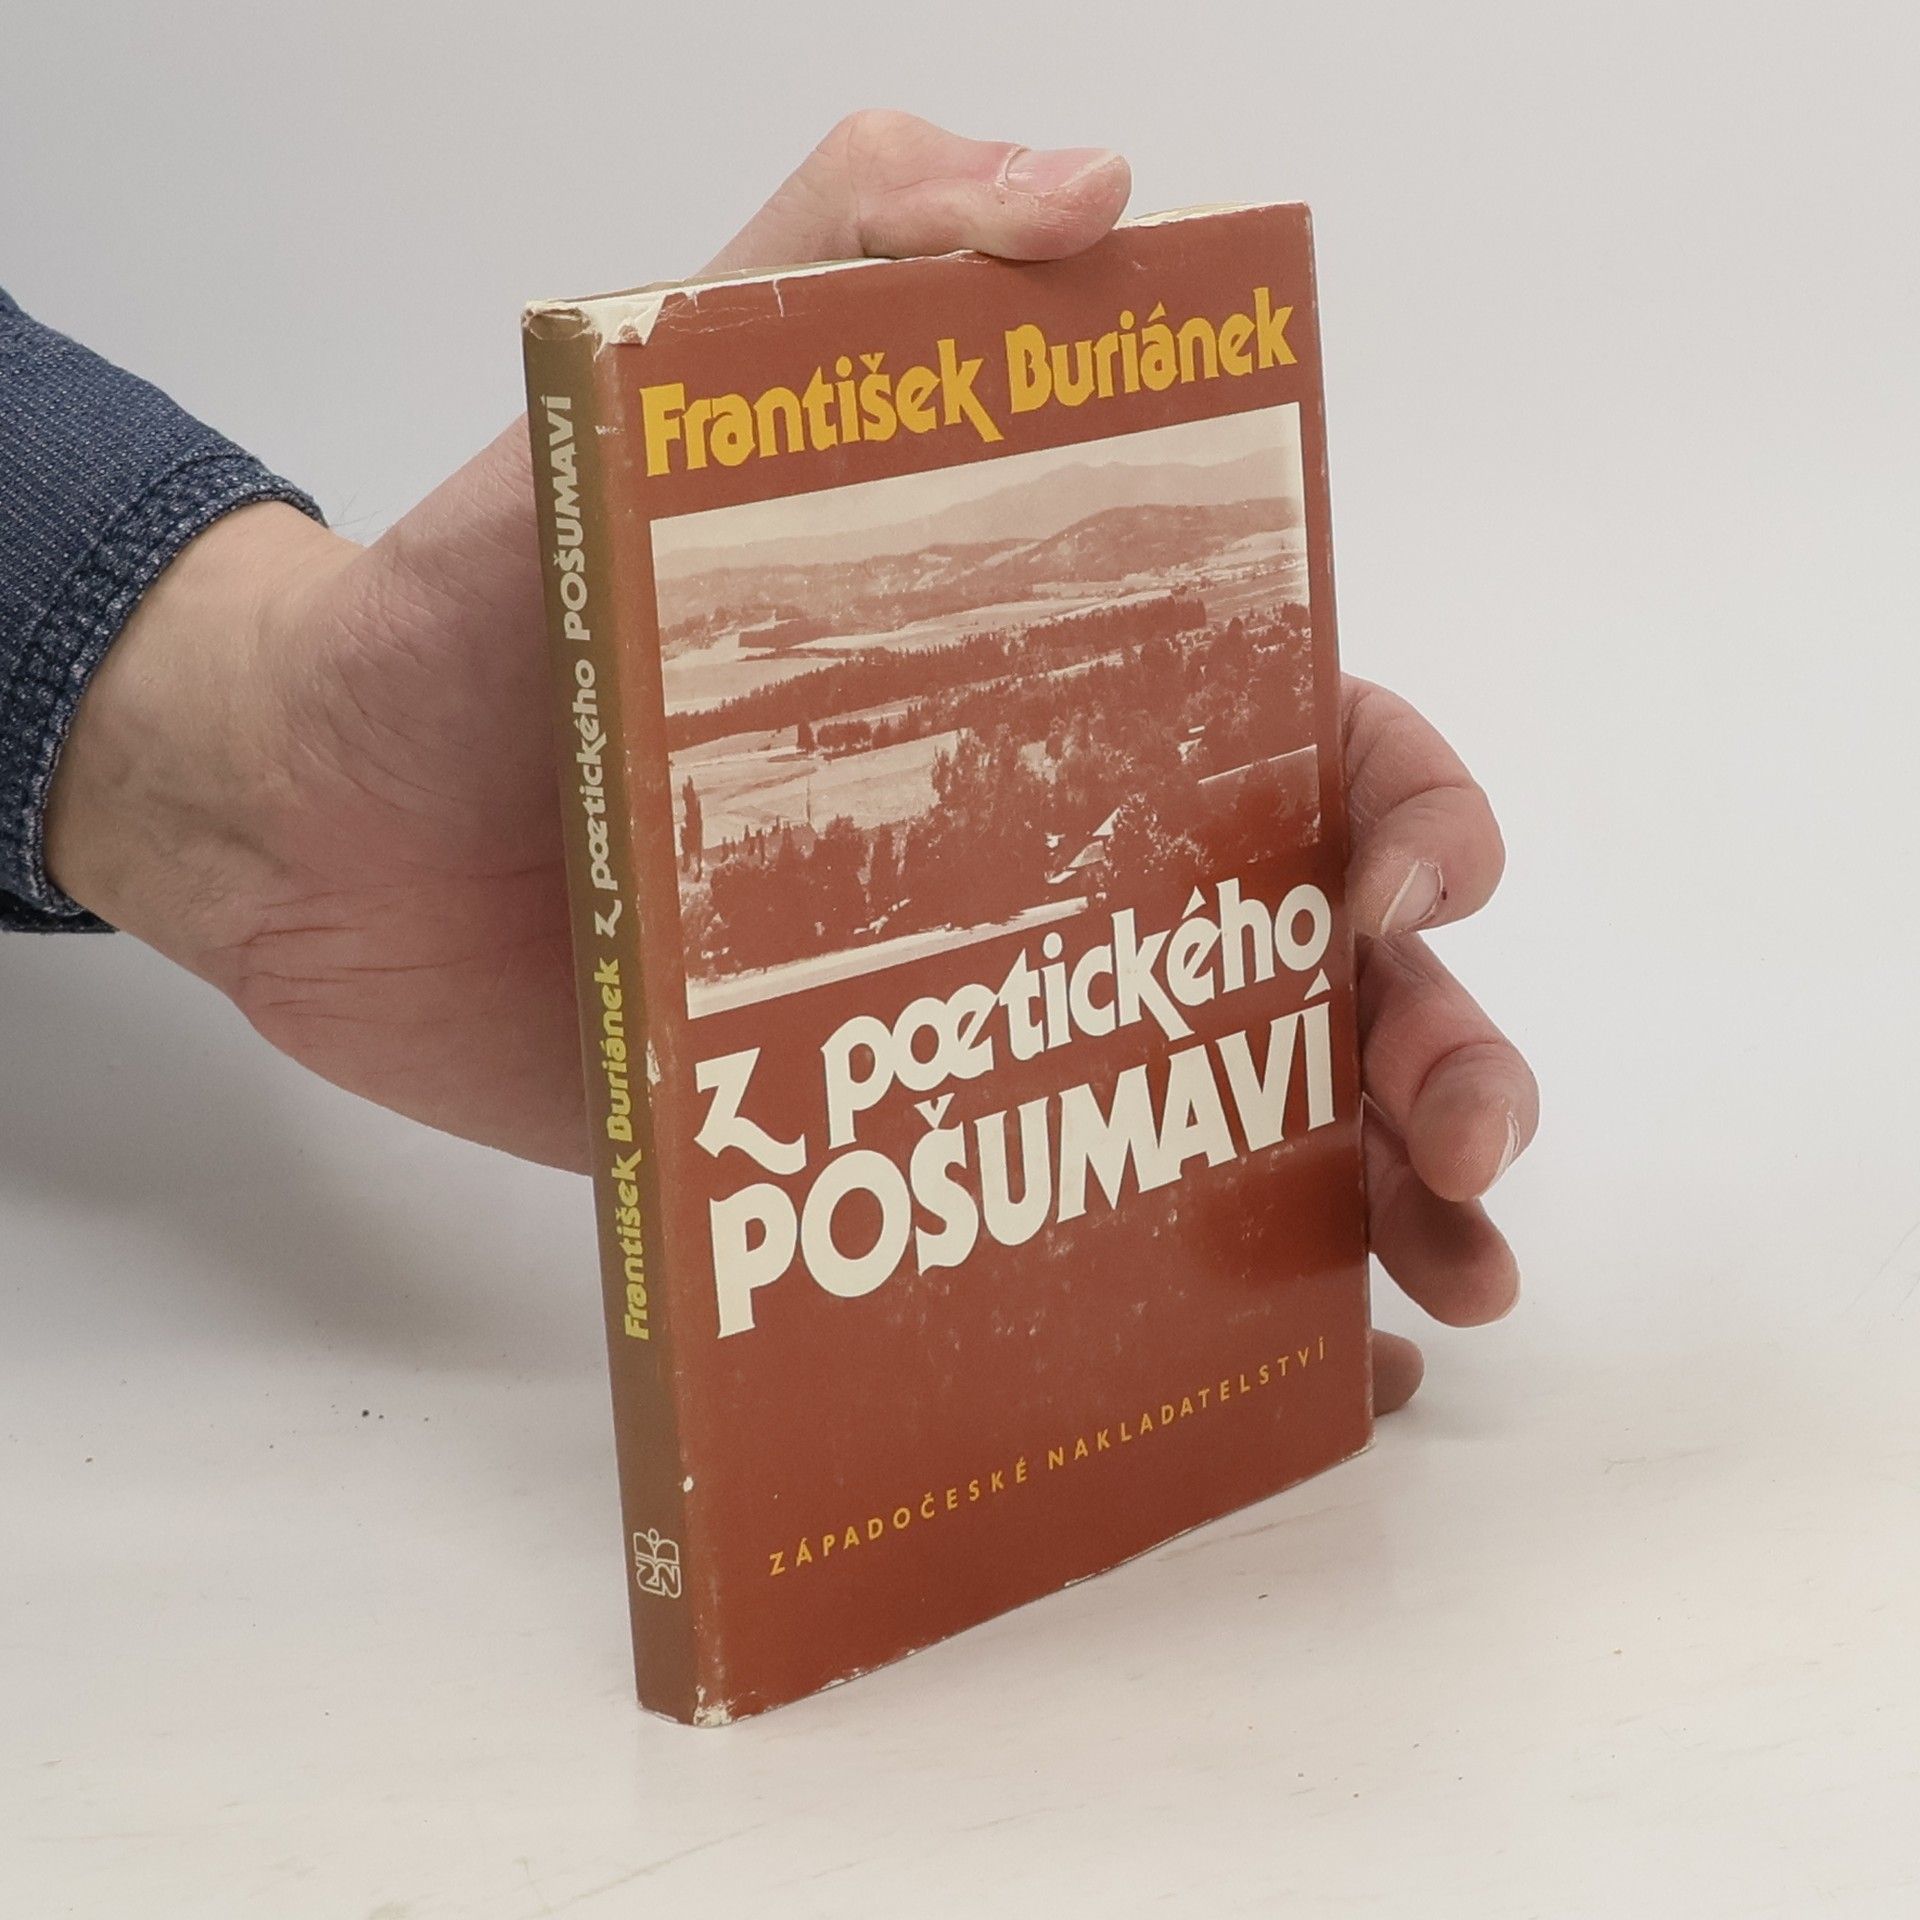 František Buriánek
z poetického
POŠUMAVÍ
ZÁPADOČESKÉ NAKLADATELSTVÍ
František Buriánek z poetického POŠUMAVÍ